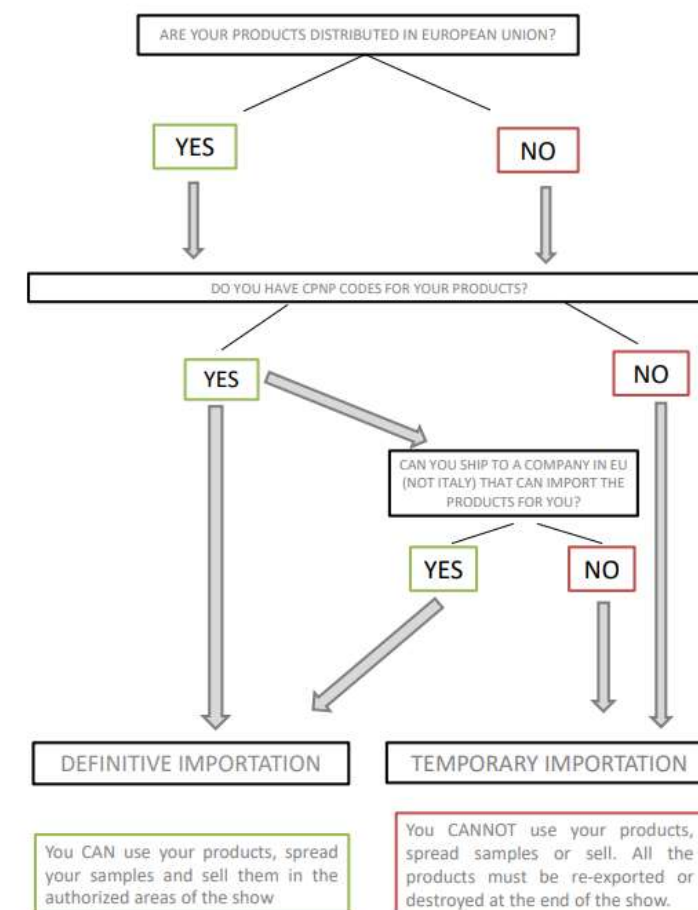 ARE YOUR PRODUCTS DISTRIBUTED IN EUROPEAN UNION?
YES
NO
DO YOU HAVE CPNP CODES FOR YOUR PRODUCTS?
YES
NO
CAN YOU SHIP TO A COMPANY IN EU
(NOT ITALY) THAT CAN IMPORT THE
PRODUCTS FOR YOU?
YES
NO
DEFINITIVE IMPORTATION
TEMPORARY IMPORTATION
You CAN use your products, spread
your samples and sell them in the
authorized areas of the show
You CANNOT use your products,
spread samples or sell. All the
products must be re-exported or
destroyed at the end of the show.